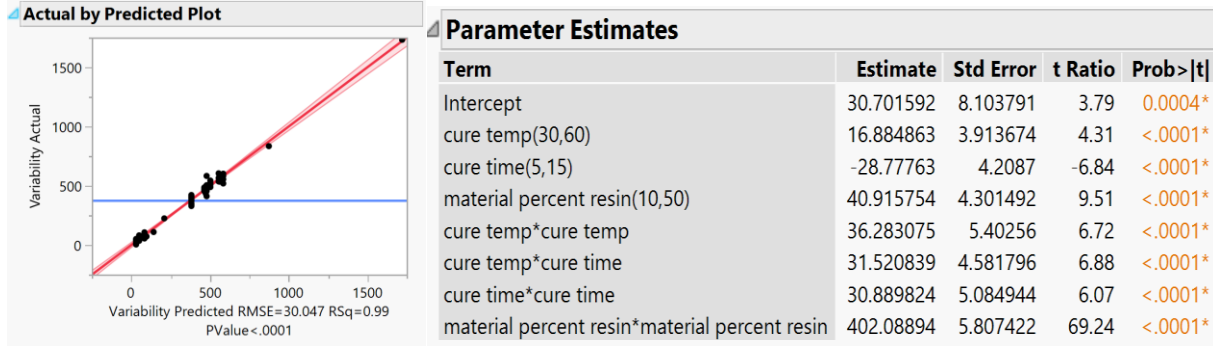 Actual by Predicted Plot
1500
1000
500
0
Variability Actual
0 500 1000 1500
Variability Predicted RMSE=30.047 RSq=0.99
PValue<.0001
Parameter Estimates
Term Estimate Std Error t Ratio Prob>|t|
Intercept 30.701592 8.103791 3.79 0.0004*
cure temp(30,60) 16.884863 3.913674 4.31 <.0001*
cure time(5,15) -28.77763 4.2087 -6.84 <.0001*
material percent resin(10,50) 40.915754 4.301492 9.51 <.0001*
cure temp*cure temp 36.283075 5.40256 6.72 <.0001*
cure temp*cure time 31.520839 4.581796 6.88 <.0001*
cure time*cure time 30.889824 5.084944 6.07 <.0001*
material percent resin*material percent resin 402.08894 5.807422 69.24 <.0001*